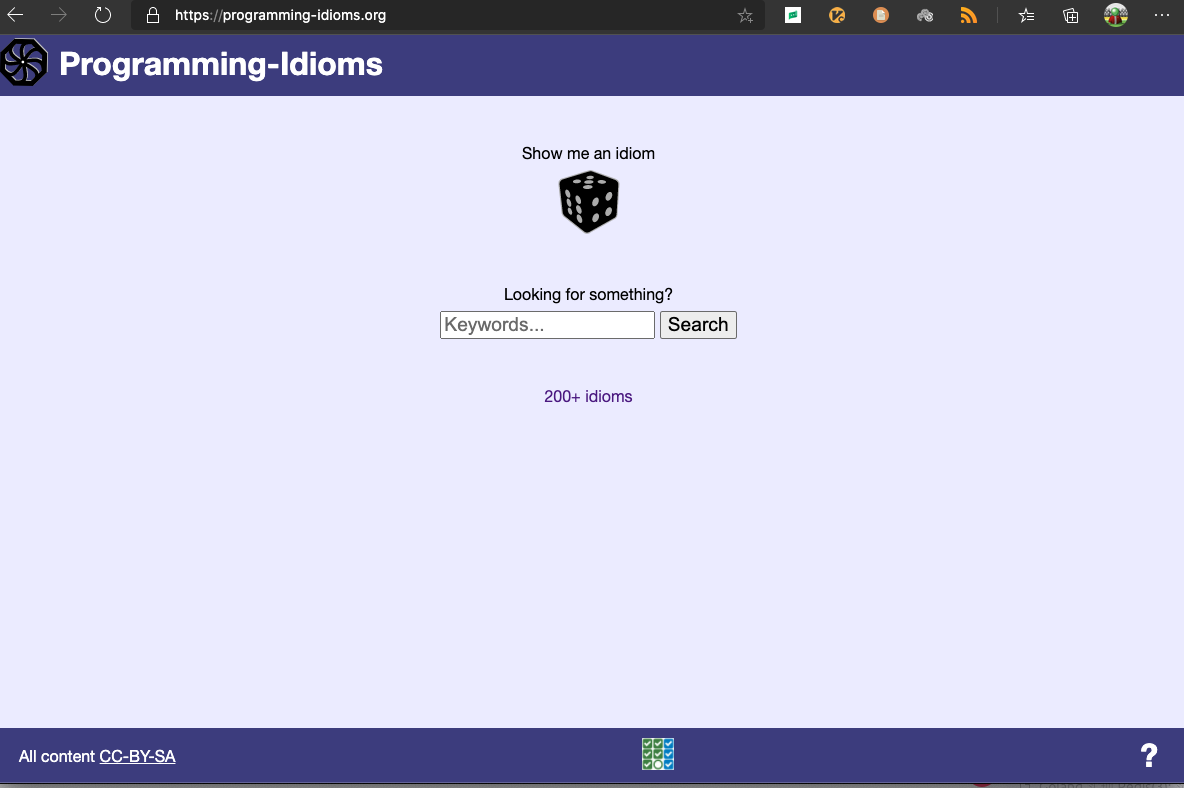 https://programming-idioms.org
Programming-Idioms
Show me an idiom
Looking for something?
Keywords... Search
200+ idioms
All content CC-BY-SA ?